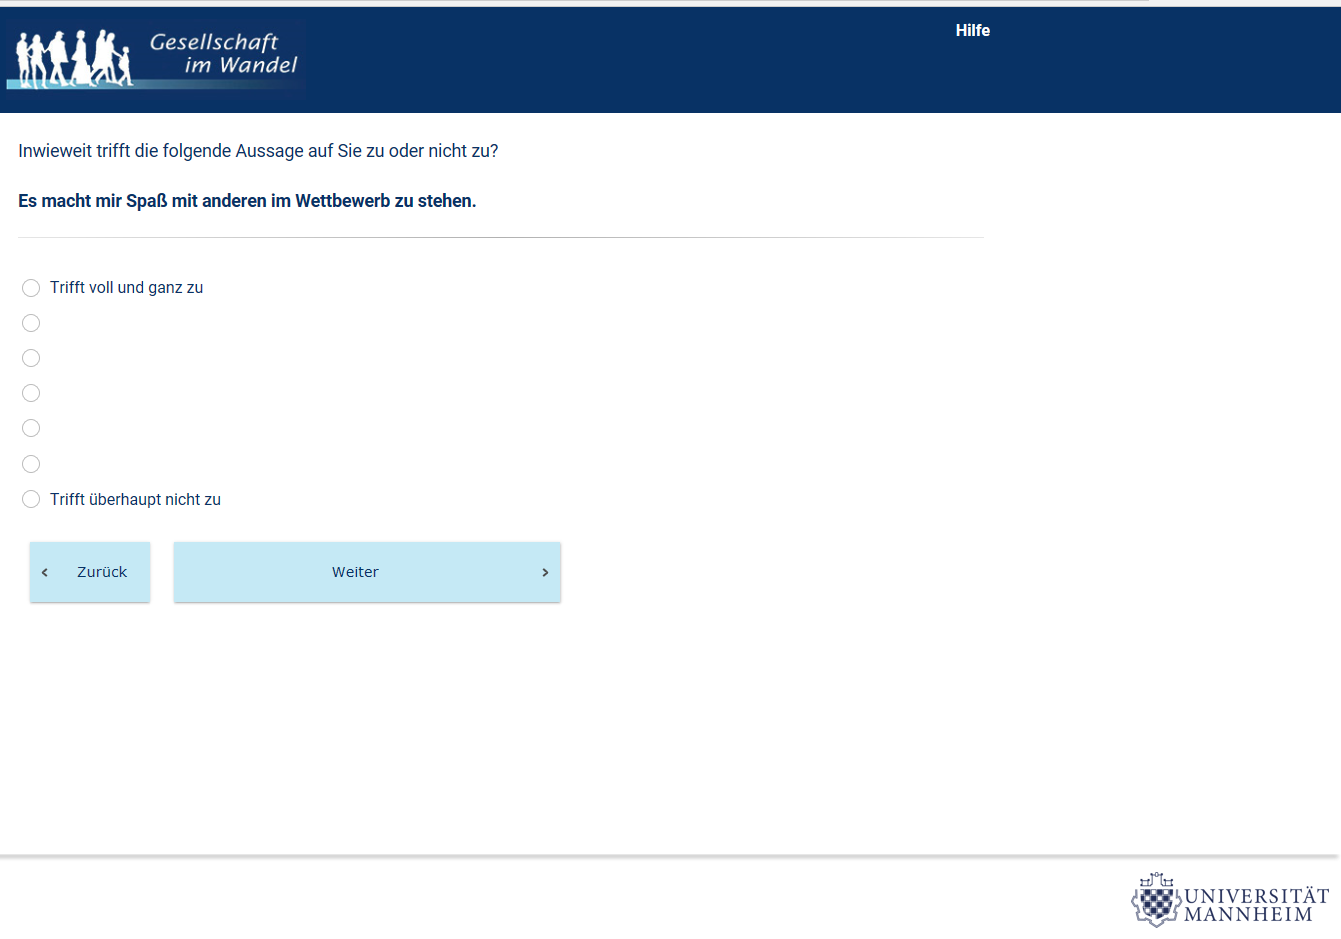 Gesellschaft
im Wandel
Hilfe
Inwieweit trifft die folgende Aussage auf Sie zu oder nicht zu?
Es macht mir Spaß mit anderen im Wettbewerb zu stehen.
Trifft voll und ganz zu
Trifft überhaupt nicht zu
Zurück
Weiter
UNIVERSITÄT
MANNHEIM